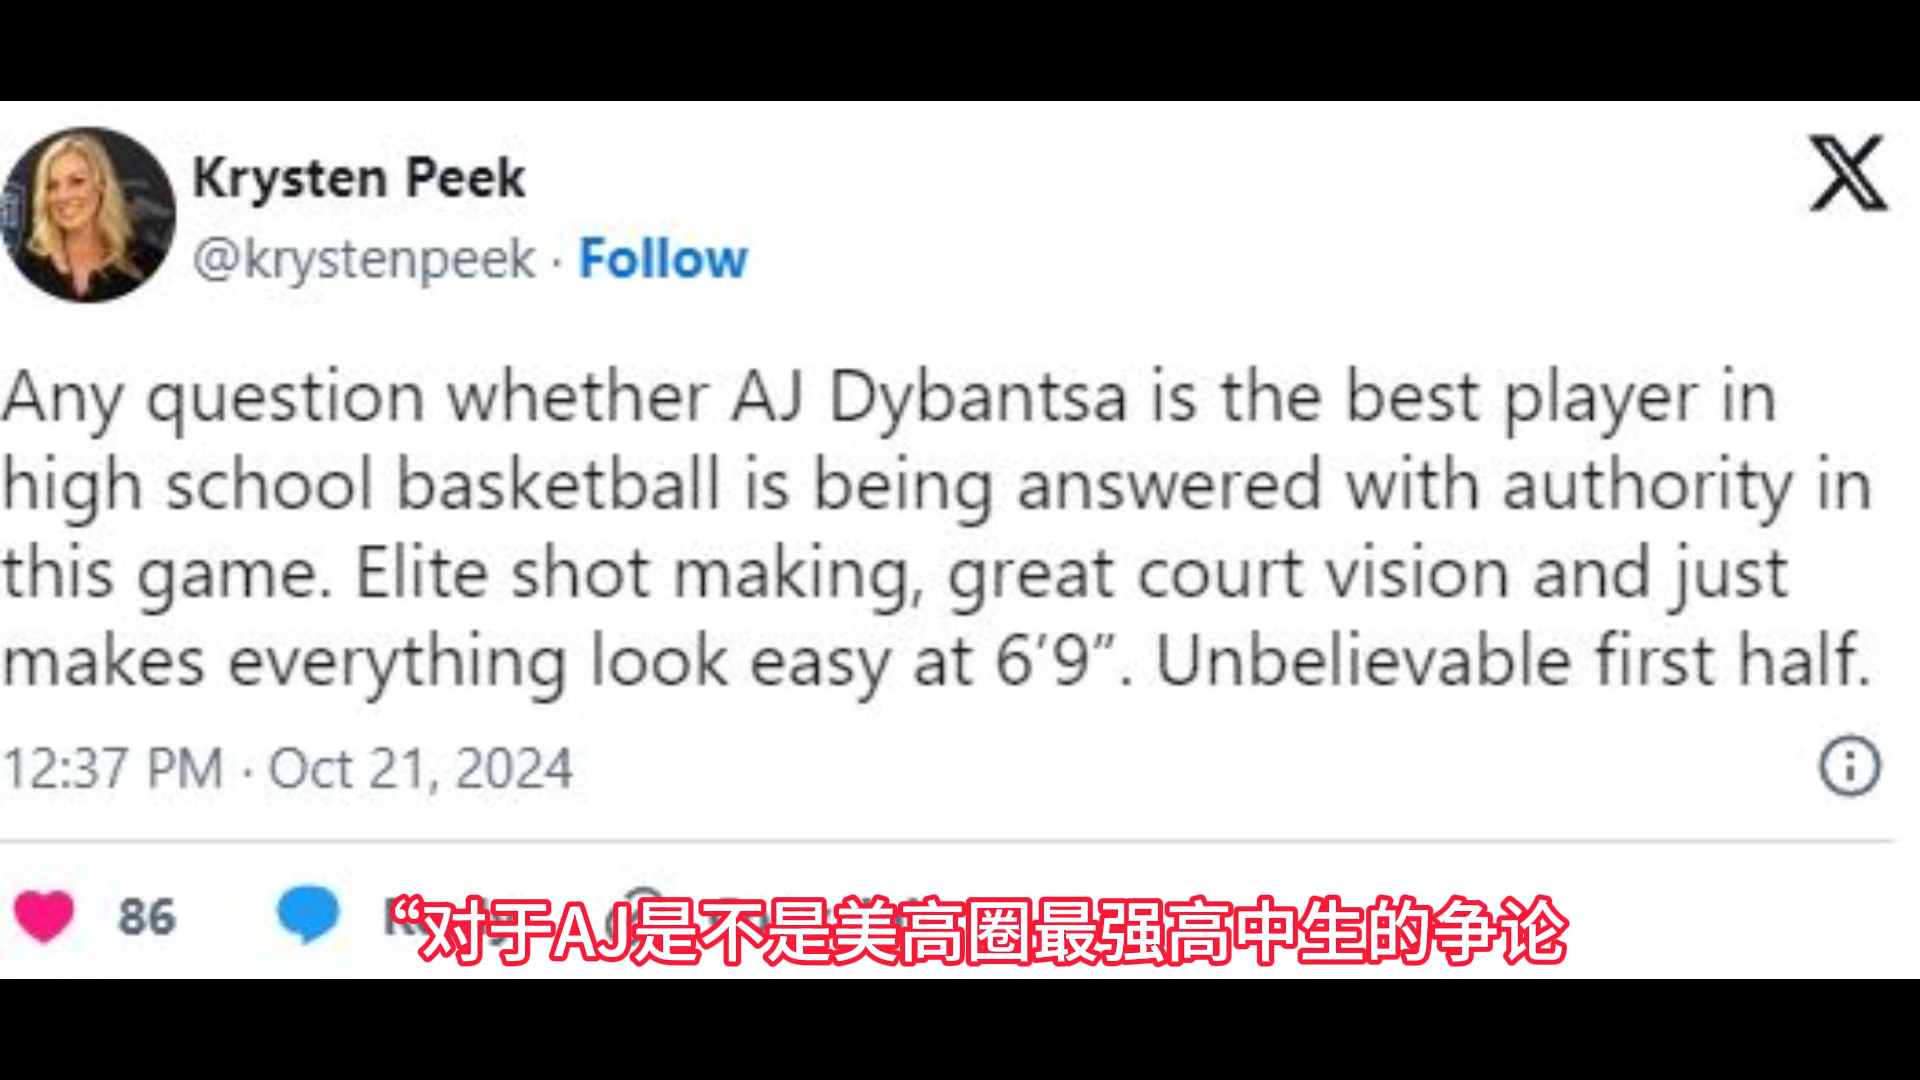 Krysten Peek
@krystenpeek · Follow
Any question whether AJ Dybantsa is the best player in
high school basketball is being answered with authority in
this game. Elite shot making, great court vision and just
makes everything look easy at 6’9”. Unbelievable first half.
12:37 PM · Oct 21, 2024
86
“对于AJ是不是美高圈最强高中生的争论